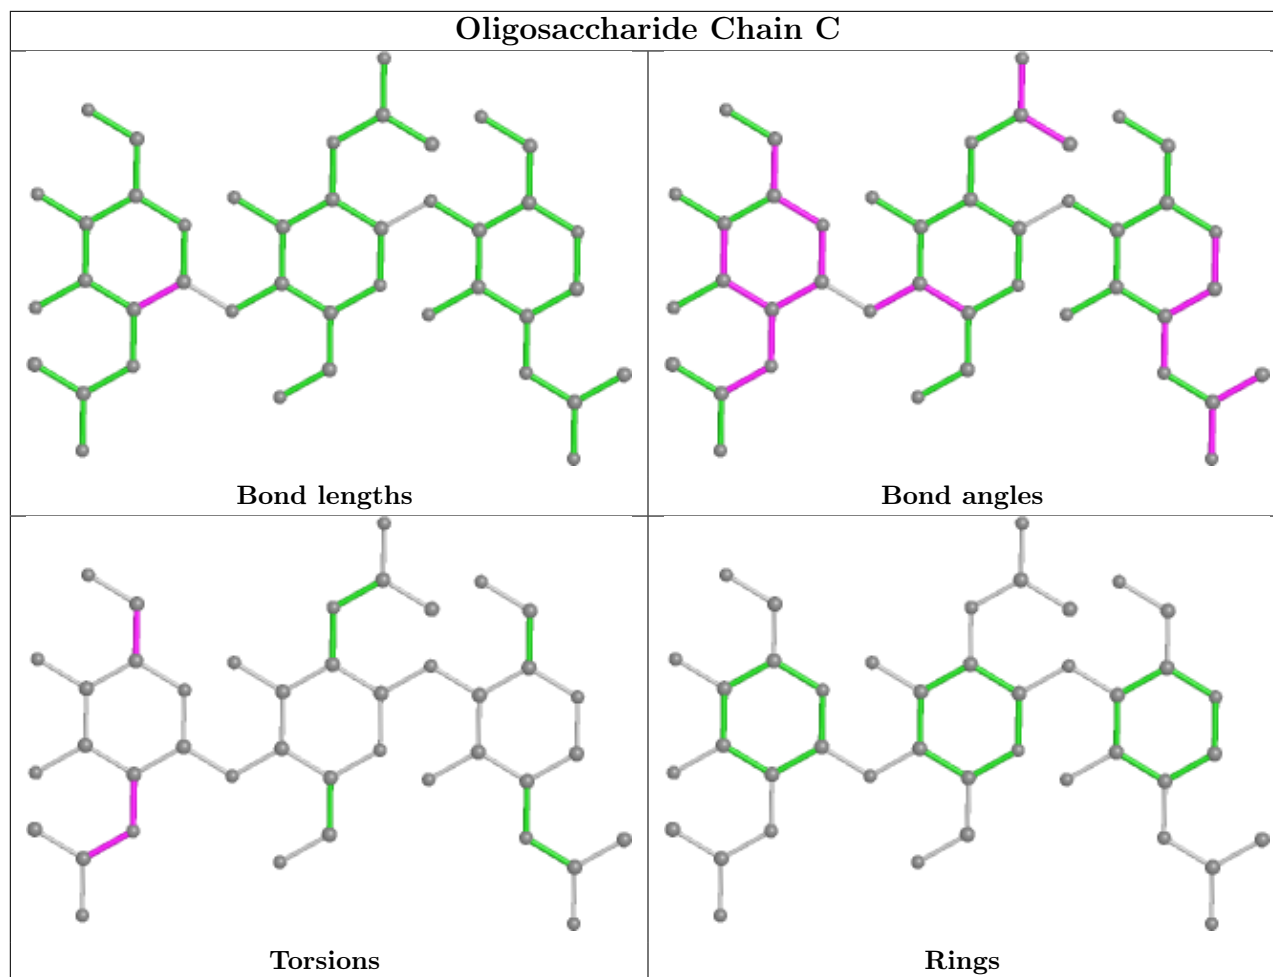 Oligosaccharide Chain C
Bond lengths
Bond angles
Torsions
Rings